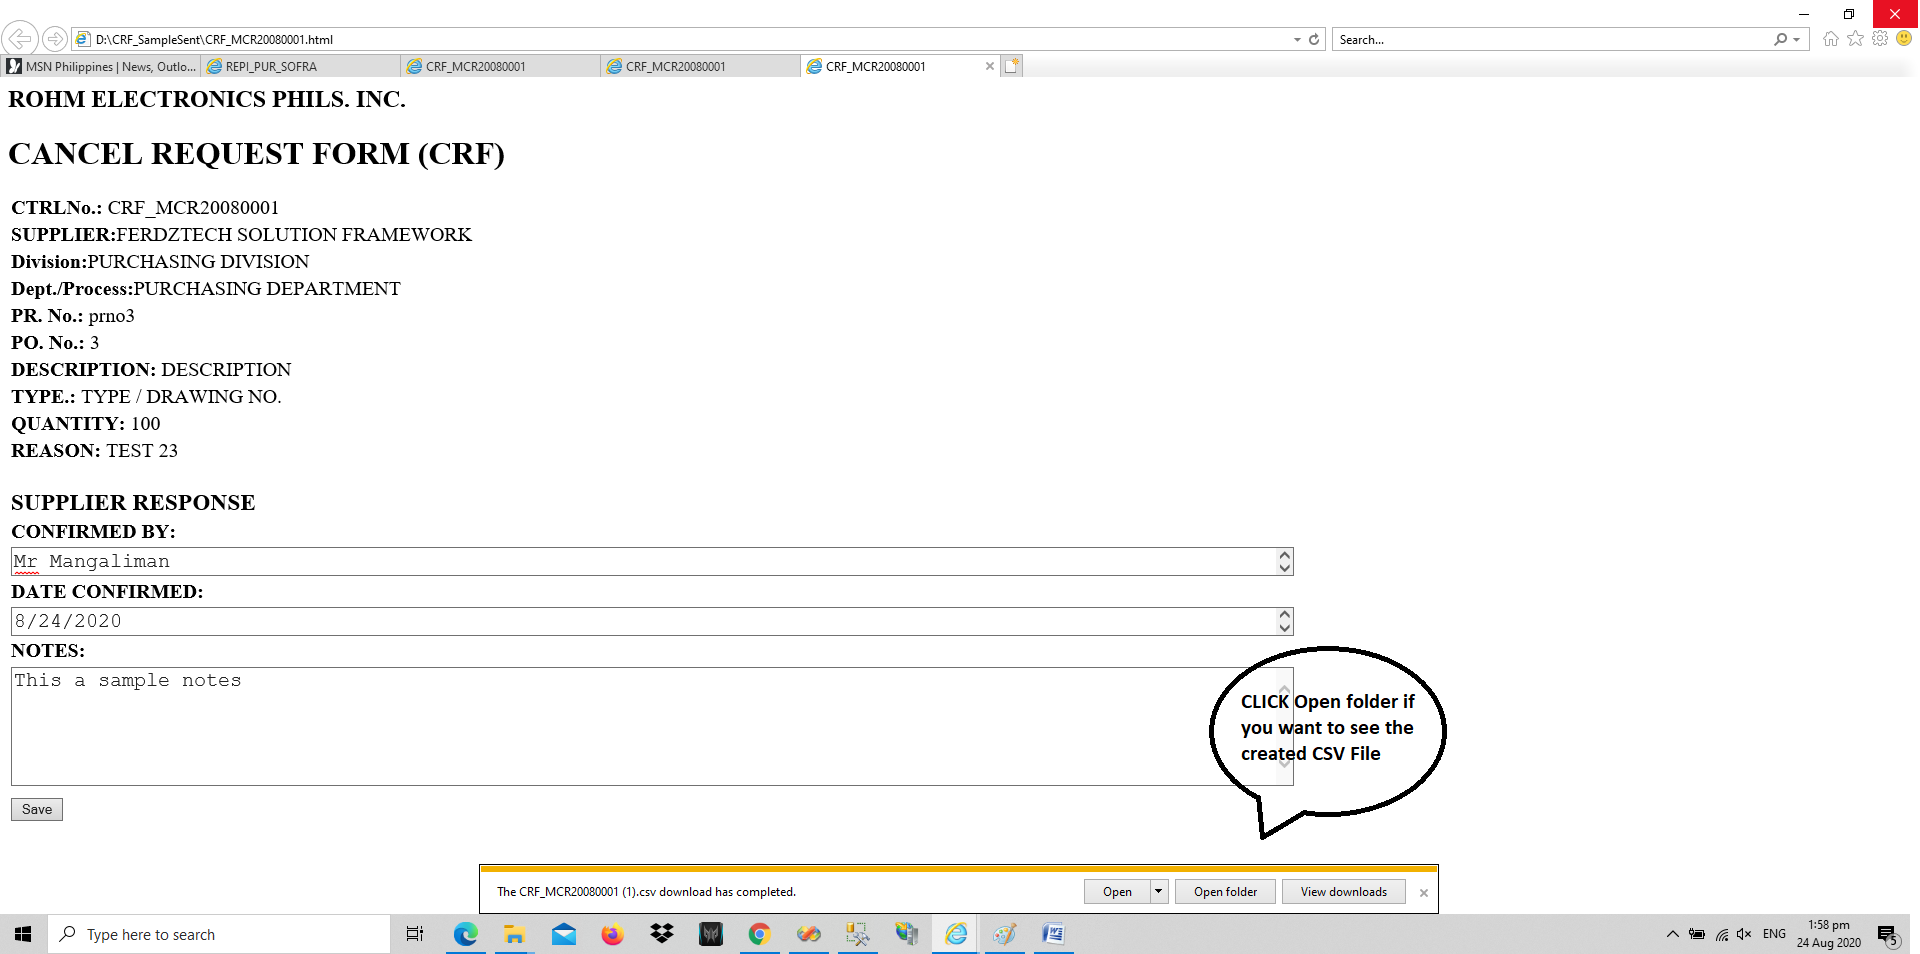 D:\CRF_SampleSent\CRF_MCR20080001.html
Search...
MSN Philippines | News, Outlo...
REPI_PUR_SOFRA
CRF_MCR20080001
CRF_MCR20080001
CRF_MCR20080001
ROHM ELECTRONICS PHILS. INC.
CANCEL REQUEST FORM (CRF)
CTRLNo.: CRF_MCR20080001
SUPPLIER:FERDZTECH SOLUTION FRAMEWORK
Division:PURCHASING DIVISION
Dept./Process:PURCHASING DEPARTMENT
PR. No.: prno3
PO. No.: 3
DESCRIPTION: DESCRIPTION
TYPE.: TYPE / DRAWING NO.
QUANTITY: 100
REASON: TEST 23
SUPPLIER RESPONSE
CONFIRMED BY:
Mr Mangaliman
DATE CONFIRMED:
8/24/2020
NOTES:
This a sample notes
CLICK Open folder if
you want to see the
created CSV File
Save
The CRF_MCR20080001 (1).csv download has completed.
Open
Open folder
View downloads
Type here to search
ENG
1:58 pm
24 Aug 2020
5